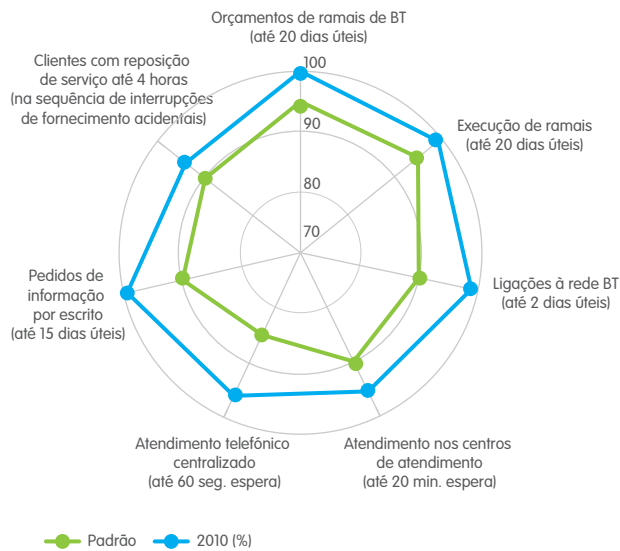 Orçamentos de ramais de BT
(até 20 dias úteis)
Clientes com reposição
de serviço até 4 horas
(na sequência de interrupções
de fornecimento acidentais)
100
90
80
70
Execução de ramais
(até 20 dias úteis)
Ligações à rede BT
(até 2 dias úteis)
Pedidos de
informação
por escrito
(até 15 dias úteis)
Atendimento telefónico
centralizado
(até 60 seg. espera)
Atendimento nos centros
de atendimento
(até 20 min. espera)
Padrão
2010 (%)